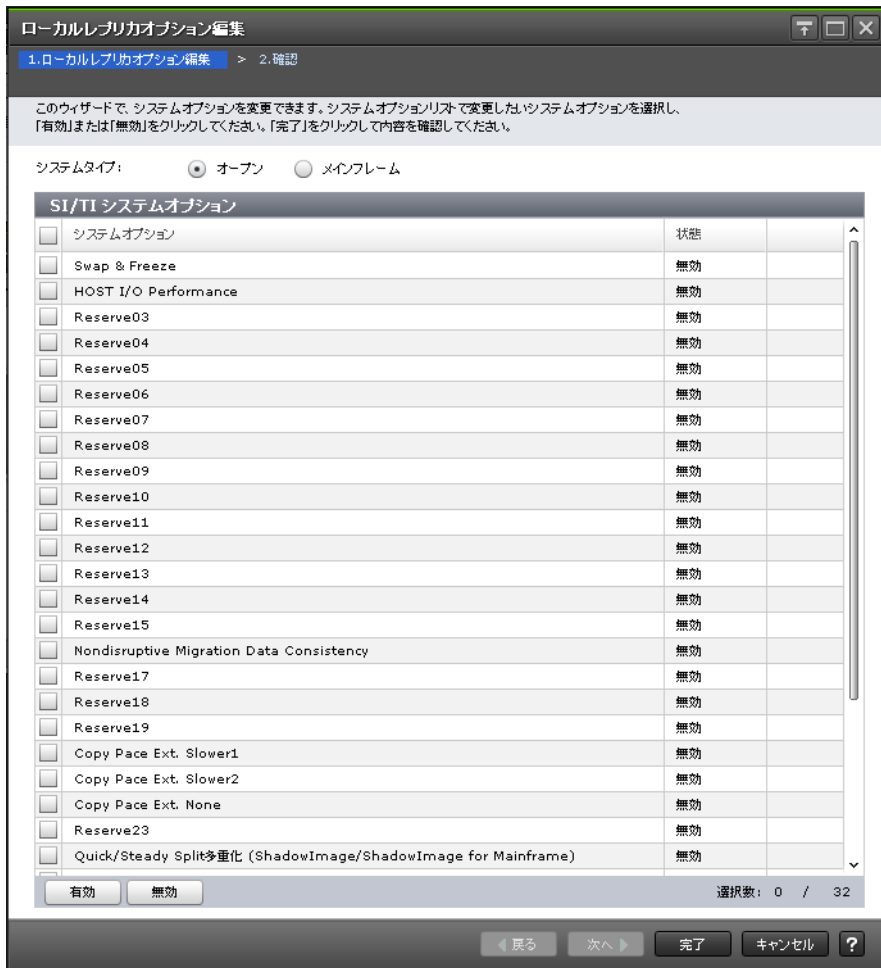 ローカルレプリカオプション編集
1.ローカルレプリカオプション編集 > 2.確認
このウィザードで、システムオプションを変更できます。システムオプションリストで変更したいシステムオプションを選択し、
「有効」または「無効」をクリックしてください。「完了」をクリックして内容を確認してください。
システムタイプ: オープン メインフレーム
SI/TI システムオプション
システムオプション 状態
Swap & Freeze 無効
HOST I/O Performance 無効
Reserve03 無効
Reserve04 無効
Reserve05 無効
Reserve06 無効
Reserve07 無効
Reserve08 無効
Reserve09 無効
Reserve10 無効
Reserve11 無効
Reserve12 無効
Reserve13 無効
Reserve14 無効
Reserve15 無効
Nondisruptive Migration Data Consistency 無効
Reserve17 無効
Reserve18 無効
Reserve19 無効
Copy Pace Ext. Slower1 無効
Copy Pace Ext. Slower2 無効
Copy Pace Ext. None 無効
Reserve23 無効
Quick/Steady Split多重化 (ShadowImage/ShadowImage for Mainframe) 無効
有効 無効 選択数: 0 / 32
戻る 次へ 完了 キャンセル ?